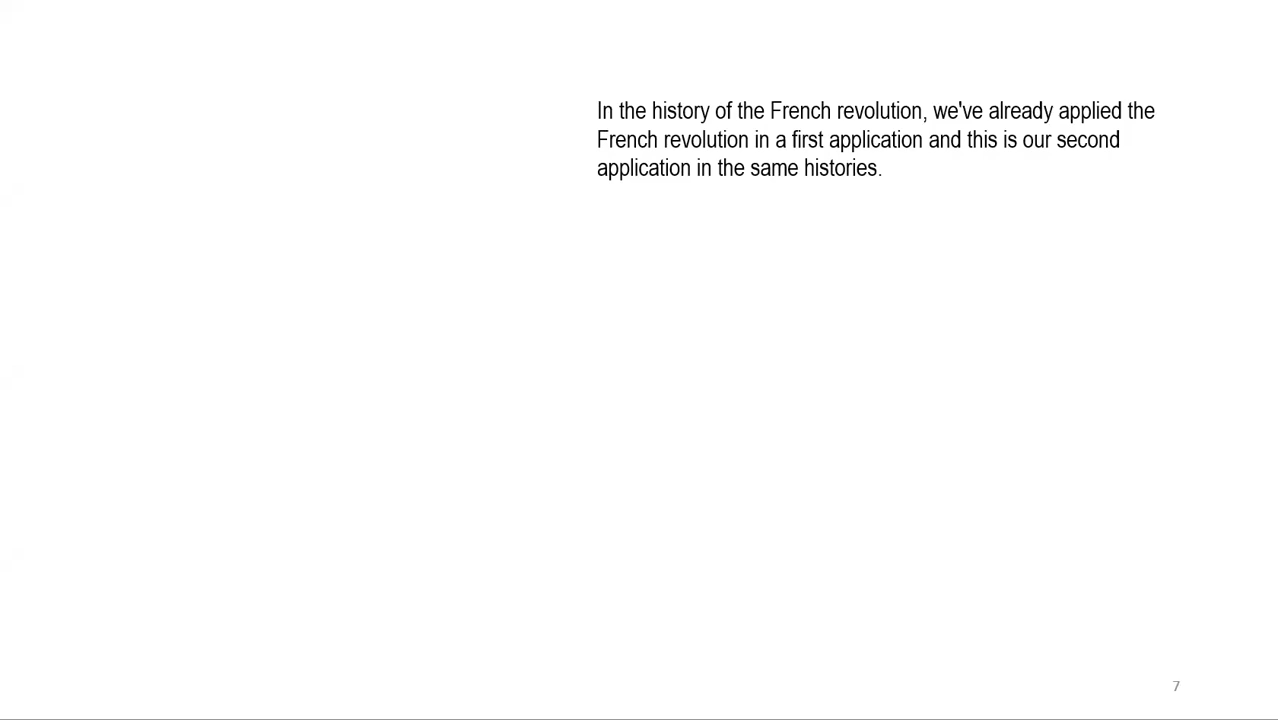 In the history of the French revolution, we've already applied the
French revolution in a first application and this is our second
application in the same histories.
7